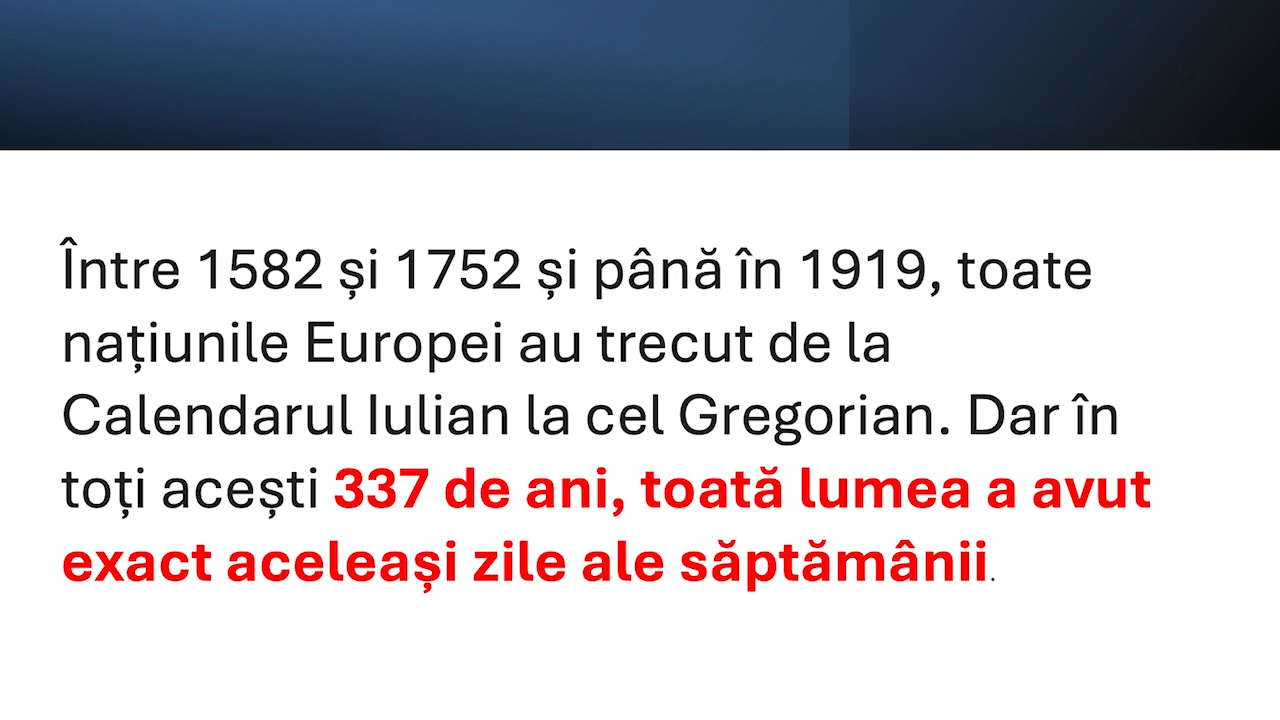 Între 1582 și 1752 și până în 1919, toate
națiunile Europei au trecut de la
Calendarul Iulian la cel Gregorian. Dar în
toți acești 337 de ani, toată lumea a avut
exact aceleași zile ale săptămânii.